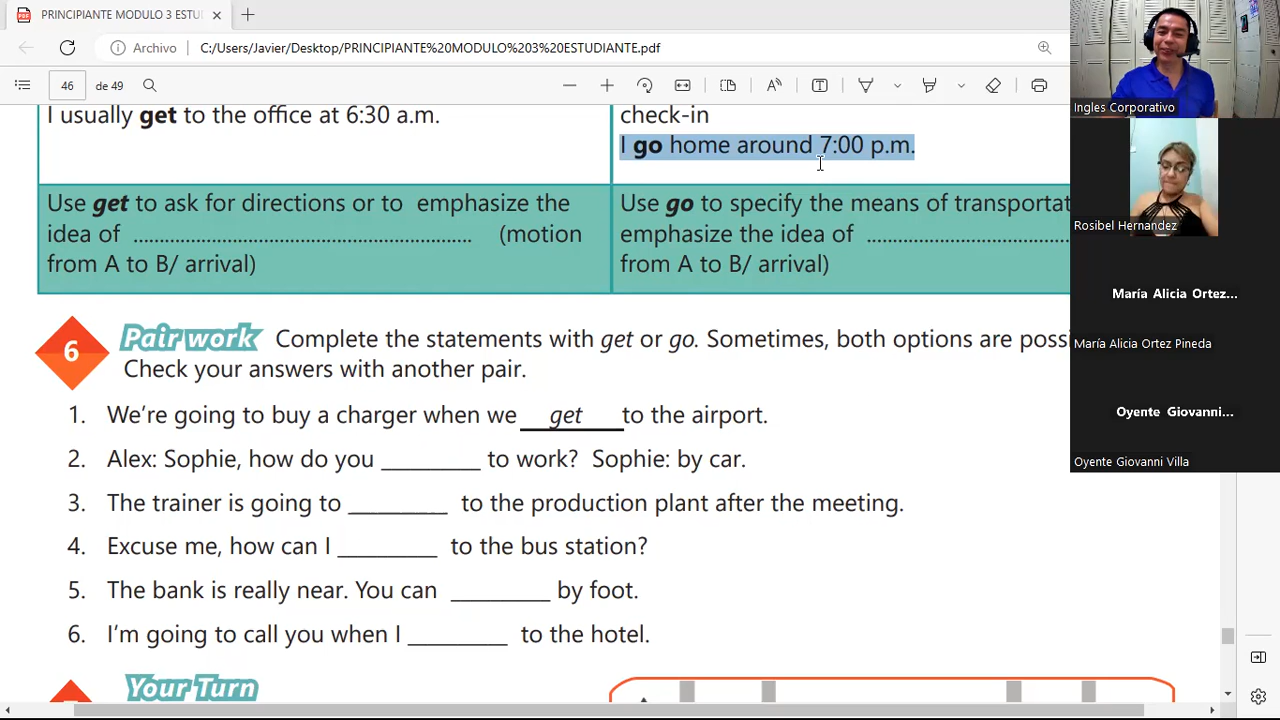 PRINCIPIANTE MODULO 3 ESTU
Archivo C:/Users/Javier/Desktop/PRINCIPIANTE%20MODULO%203%20ESTUDIANTE.pdf
46 de 49
I usually get to the office at 6:30 a.m.
check-in
I go home around 7:00 p.m.
Use get to ask for directions or to emphasize the
idea of ................................................................ (motion
from A to B/ arrival)
Use go to specify the means of transportat
emphasize the idea of .......................................
from A to B/ arrival)
6 Pair work Complete the statements with get or go. Sometimes, both options are possi
Check your answers with another pair.
1. We're going to buy a charger when we get to the airport.
2. Alex: Sophie, how do you ________ to work? Sophie: by car.
3. The trainer is going to ________ to the production plant after the meeting.
4. Excuse me, how can I ________ to the bus station?
5. The bank is really near. You can ________ by foot.
6. I'm going to call you when I ________ to the hotel.
Your Turn
Ingles Corporativo
Rosibel Hernandez
María Alicia Ortez...
María Alicia Ortez Pineda
Oyente Giovanni...
Oyente Giovanni Villa